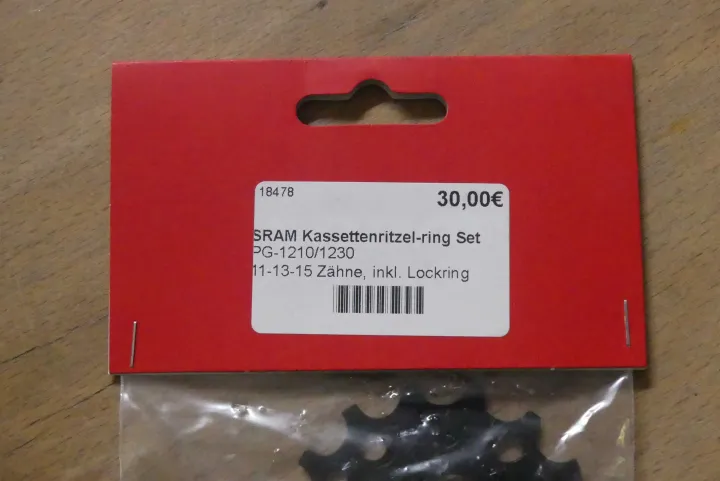 18478
30,00€
SRAM Kassettenritzel-ring Set
PG-1210/1230
11-13-15 Zähne, inkl. Lockring